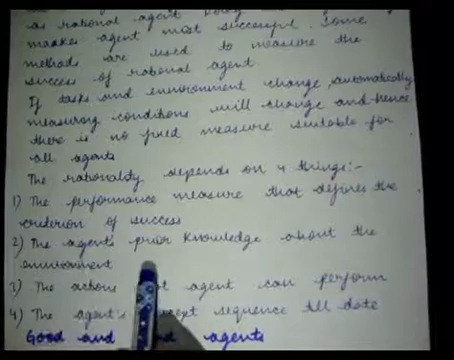 as rational agent
makes agent most successful. Some
methods are used to measure the
success of rational agent.
If tasks and environment change, automatically
measuring conditions will change and hence
there is no fixed measure suitable for
all agents
The rationality depends on 4 things:-
1) The performance measure that defines the
criterion of success
2) The agent's prior knowledge about the
environment
3) The actions agent can perform
4) The agent's sequence till date
Good and agents